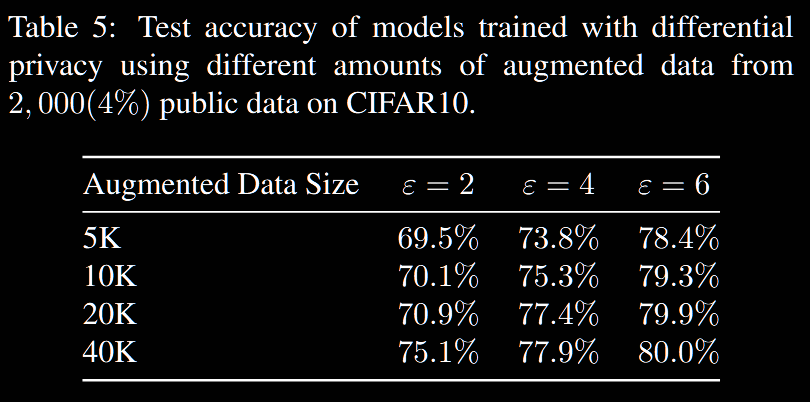 Table 5: Test accuracy of models trained with differential
privacy using different amounts of augmented data from
2, 000(4%) public data on CIFAR10.
Augmented Data Size ε = 2 ε = 4 ε = 6
5K 69.5% 73.8% 78.4%
10K 70.1% 75.3% 79.3%
20K 70.9% 77.4% 79.9%
40K 75.1% 77.9% 80.0%